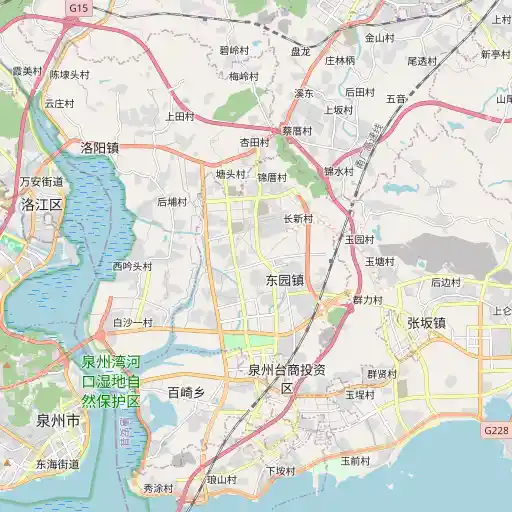 G15
碧岭村
盘龙
金山村
上村
霞美村
陈埭头村
庄林柄
尾透村
新亭村
梅岭村
云庄村
溪东
后田村
五音
上坂村
上田村
蔡厝村
杏田村
洛阳镇
塘头村
锦厝村
锦水村
万安街道
洛江区
后埔村
长新村
玉园村
西吟头村
玉塘村
东园镇
后边村
群力村
白沙一村
张坂镇
泉州湾河
口湿地自
然保护区
泉州台商投资
区
群贤村
百崎乡
玉埕村
泉州市
G228
东海街道
下垵村
玉前村
琅山村
秀涂村